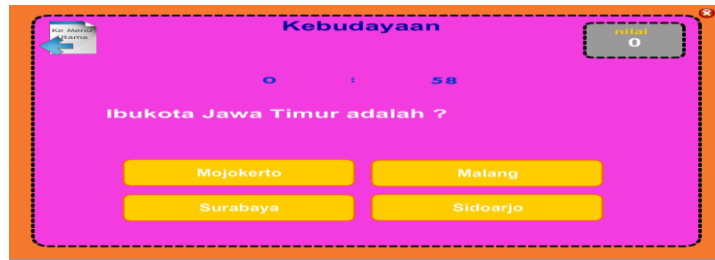 Ke Menu
Utama
Kebudayaan
nilai
0
0 : 58
Ibukota Jawa Timur adalah ?
Mojokerto
Malang
Surabaya
Sidoarjo